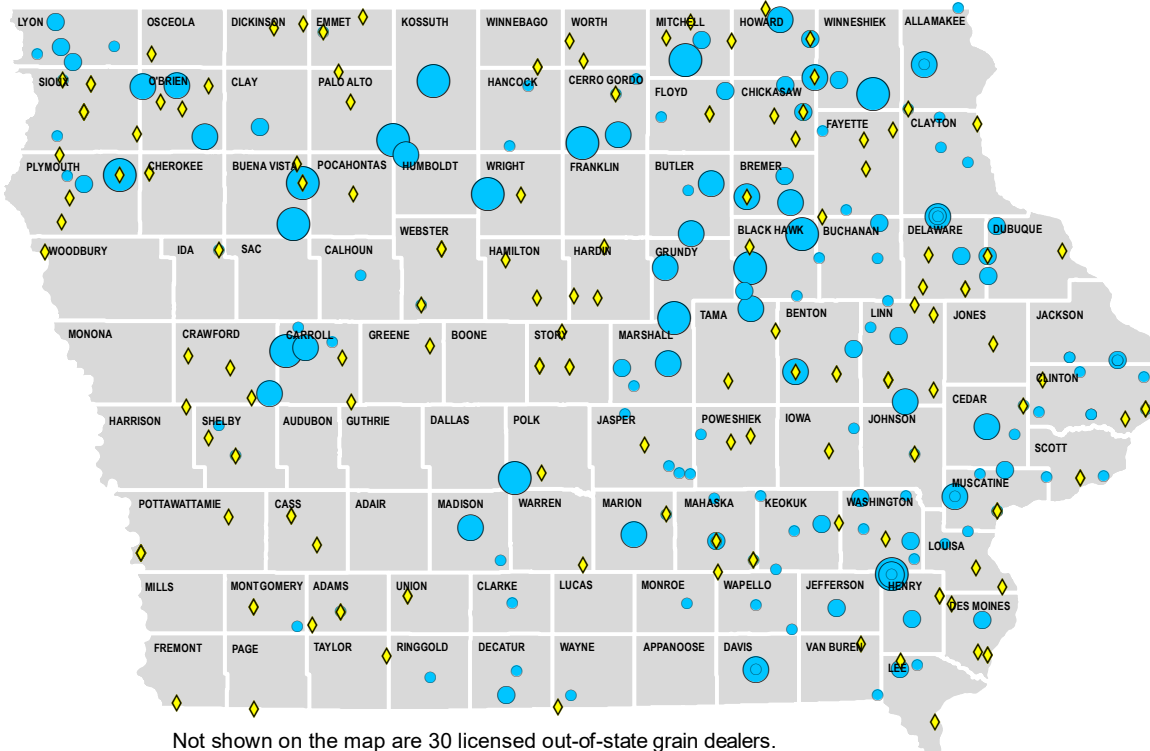 LYON OSCEOLA DICKINSON EMMET KOSSUTH WINNEBAGO WORTH MITCHELL HOWARD WINNESHIEK ALLAMAKEE
SIOUX O'BRIEN CLAY PALO ALTO HANCOCK CERRO GORDO FLOYD CHICKASAW
FAYETTE CLAYTON
PLYMOUTH CHEROKEE BUENA VISTA POCAHONTAS HUMBOLDT WRIGHT FRANKLIN BUTLER BREMER
WEBSTER BLACK HAWK BUCHANAN DELAWARE DUBUQUE
WOODBURY IDA SAC CALHOUN HAMILTON HARDIN GRUNDY
MONONA CRAWFORD CARROLL GREENE BOONE STORY MARSHALL TAMA BENTON LINN JONES JACKSON
CLINTON
HARRISON SHELBY AUDUBON GUTHRIE DALLAS POLK JASPER POWESHIEK IOWA JOHNSON CEDAR
SCOTT
MUSCATINE
POTTAWATTAMIE CASS ADAIR MADISON WARREN MARION MAHASKA KEOKUK WASHINGTON
LOUISA
MILLS MONTGOMERY ADAMS UNION CLARKE LUCAS MONROE WAPELLO JEFFERSON HENRY
DES MOINES
FREMONT PAGE TAYLOR RINGGOLD DECATUR WAYNE APPANOOSE DAVIS VAN BUREN
LEE
Not shown on the map are 30 licensed out-of-state grain dealers.